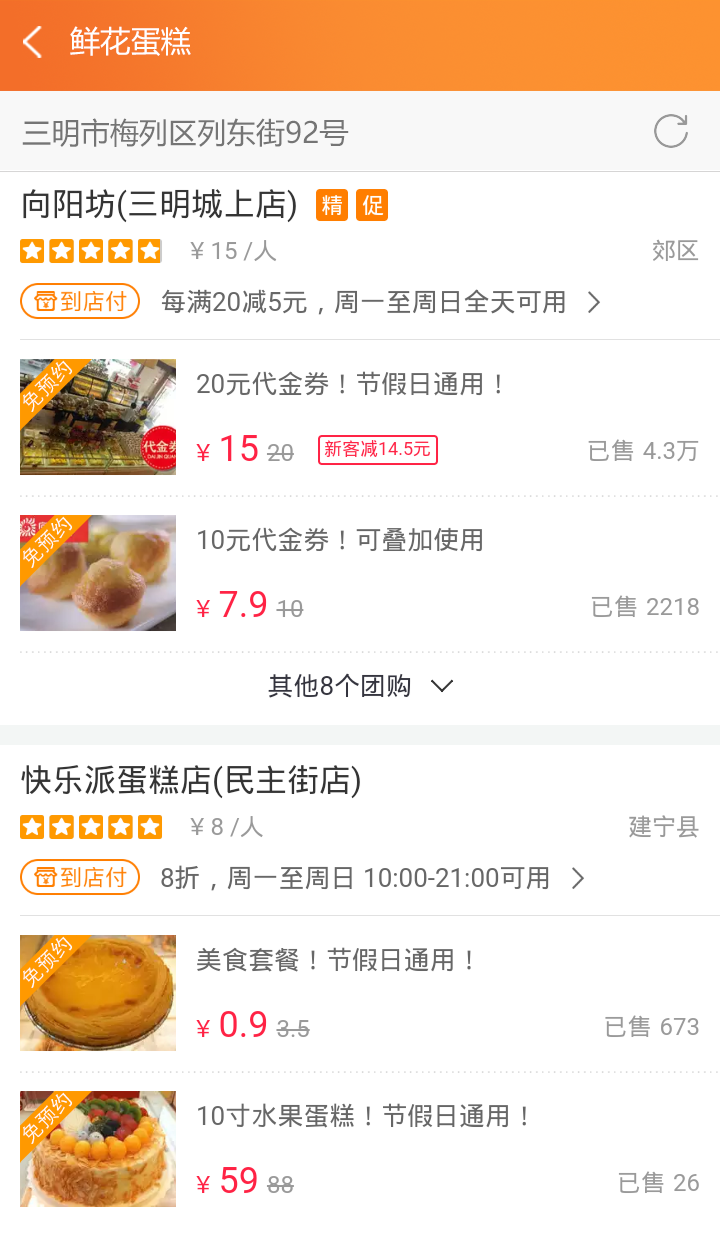 鲜花蛋糕
三明市梅列区列东街92号
向阳坊(三明城上店) 精 促
¥ 15 /人 郊区
到店付 每满20减5元，周一至周日全天可用
免预约 20元代金券！节假日通用！
代金券
DAI JIN QUAN
¥ 15 20 新客减14.5元 已售 4.3万
免预约 10元代金券！可叠加使用
¥ 7.9 10 已售 2218
其他8个团购
快乐派蛋糕店(民主街店)
¥ 8 /人 建宁县
到店付 8折，周一至周日 10:00-21:00可用
免预约 美食套餐！节假日通用！
¥ 0.9 3.5 已售 673
免预约 10寸水果蛋糕！节假日通用！
¥ 59 88 已售 26